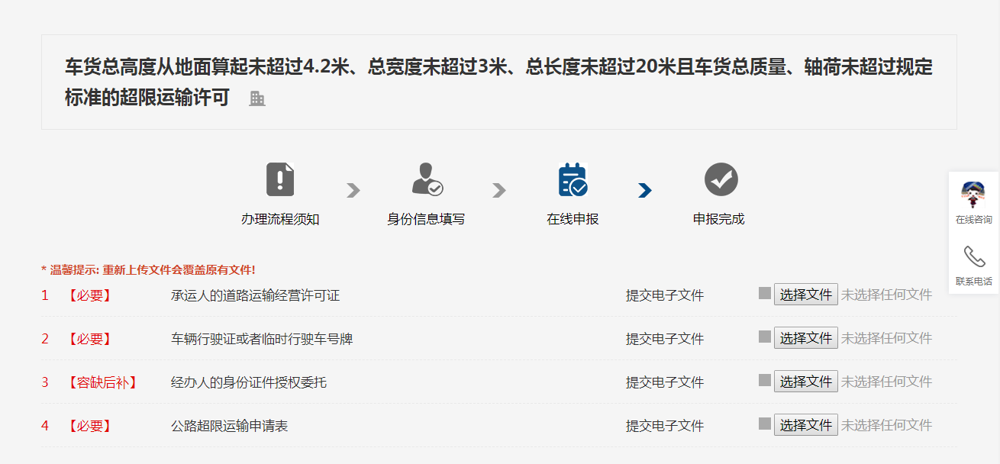 车货总高度从地面算起未超过4.2米、总宽度未超过3米、总长度未超过20米且车货总质量、轴荷未超过规定
标准的超限运输许可
办理流程须知
身份信息填写
在线申报
申报完成
在线咨询
联系电话
* 温馨提示: 重新上传文件会覆盖原有文件!
1 【必要】 承运人的道路运输经营许可证 提交电子文件 选择文件 未选择任何文件
2 【必要】 车辆行驶证或者临时行驶车号牌 提交电子文件 选择文件 未选择任何文件
3 【容缺后补】 经办人的身份证件授权委托 提交电子文件 选择文件 未选择任何文件
4 【必要】 公路超限运输申请表 提交电子文件 选择文件 未选择任何文件